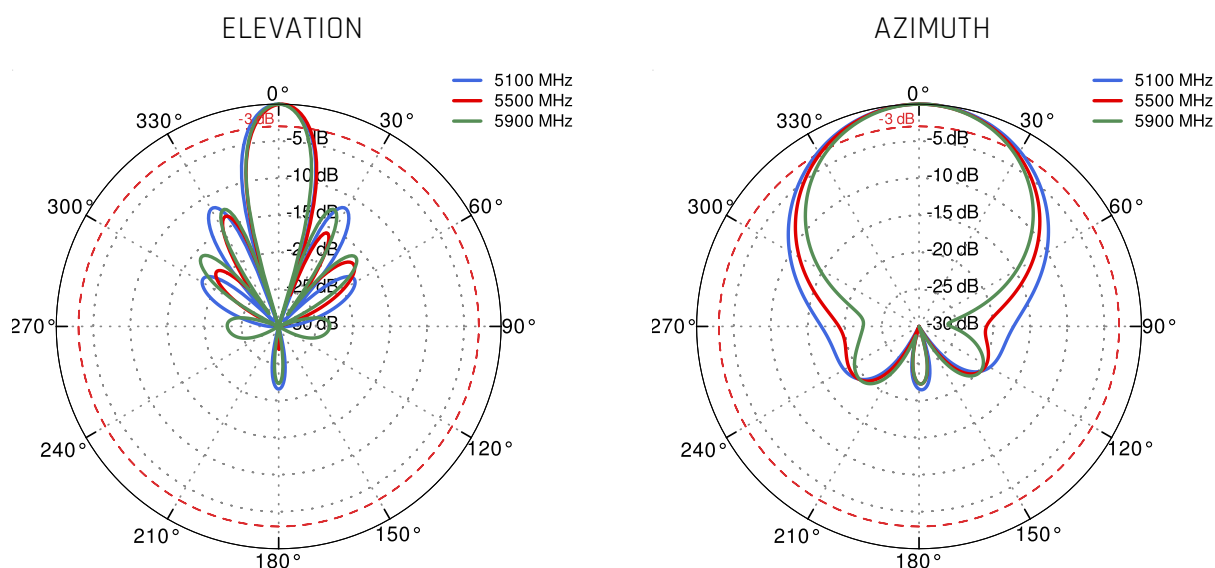 ELEVATION
5100 MHz
5500 MHz
5900 MHz
0°
-3 dB
330°
30°
-5 dB
-10 dB
300°
60°
-15 dB
-20 dB
-25 dB
270°
-30 dB
90°
240°
120°
210°
150°
180°
AZIMUTH
5100 MHz
5500 MHz
5900 MHz
0°
-3 dB
330°
30°
-5 dB
-10 dB
300°
60°
-15 dB
-20 dB
-25 dB
270°
-30 dB
90°
240°
120°
210°
150°
180°